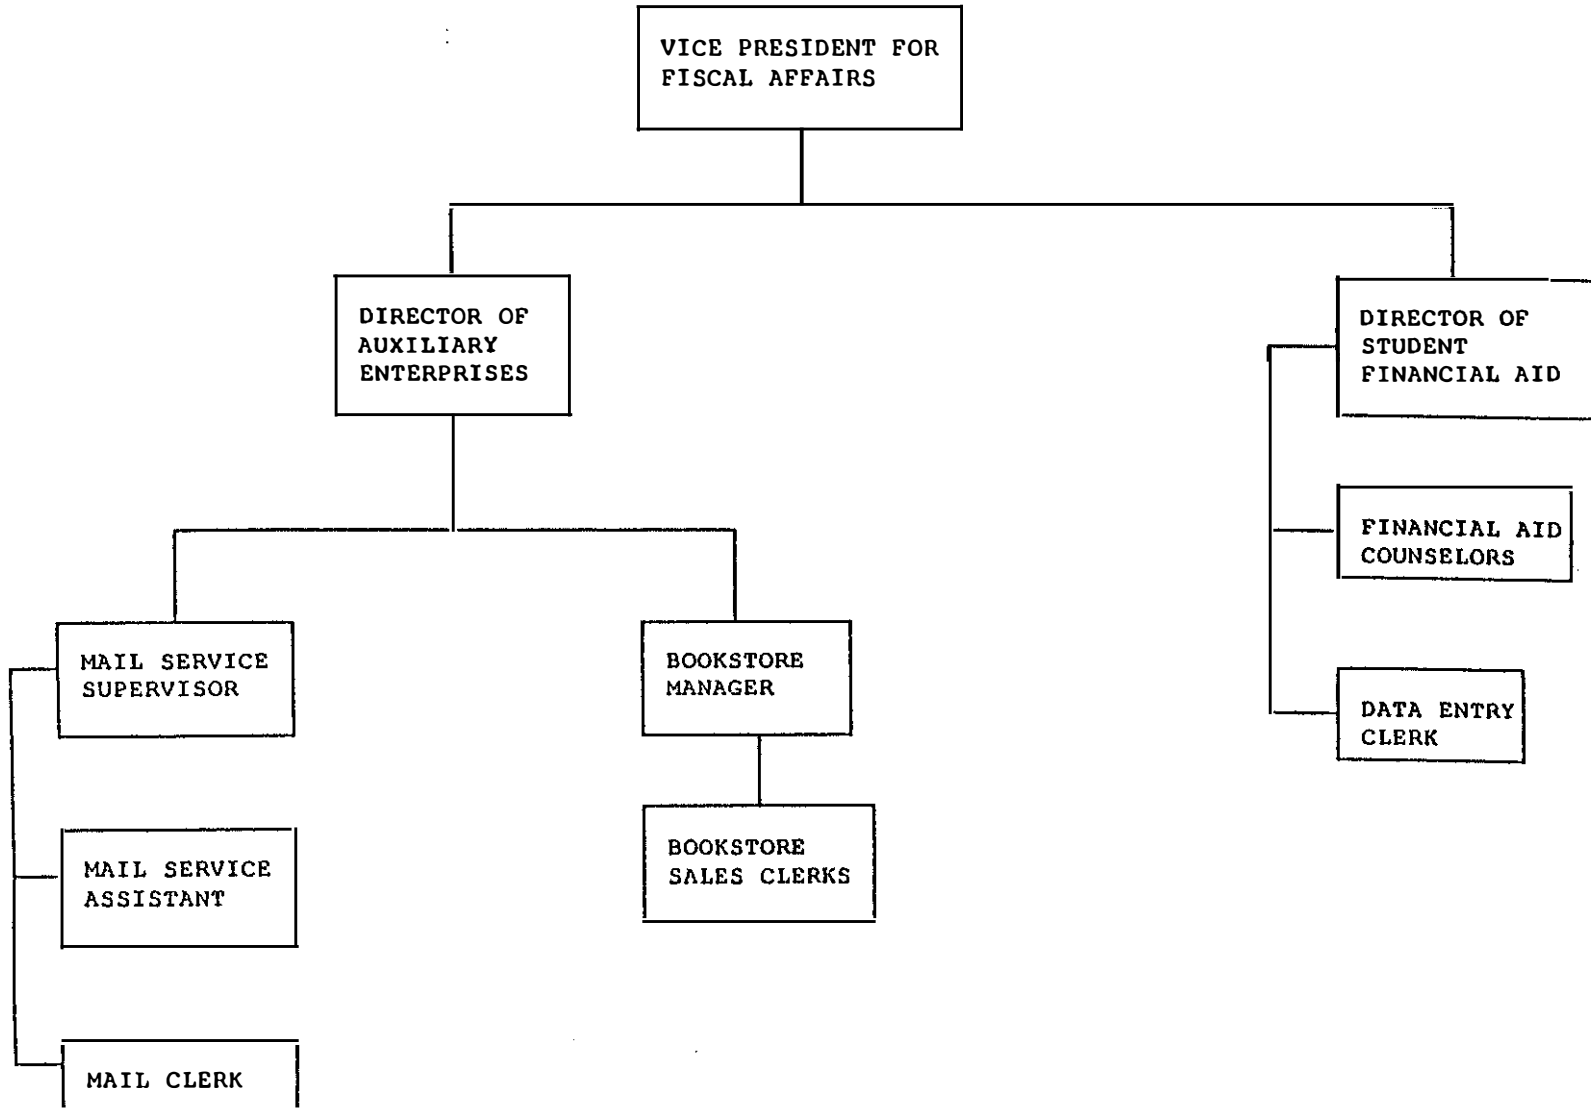 VICE PRESIDENT FOR
FISCAL AFFAIRS
DIRECTOR OF
AUXILIARY
ENTERPRISES
DIRECTOR OF
STUDENT
FINANCIAL AID
FINANCIAL AID
COUNSELORS
MAIL SERVICE
SUPERVISOR
BOOKSTORE
MANAGER
DATA ENTRY
CLERK
MAIL SERVICE
ASSISTANT
BOOKSTORE
SALES CLERKS
MAIL CLERK